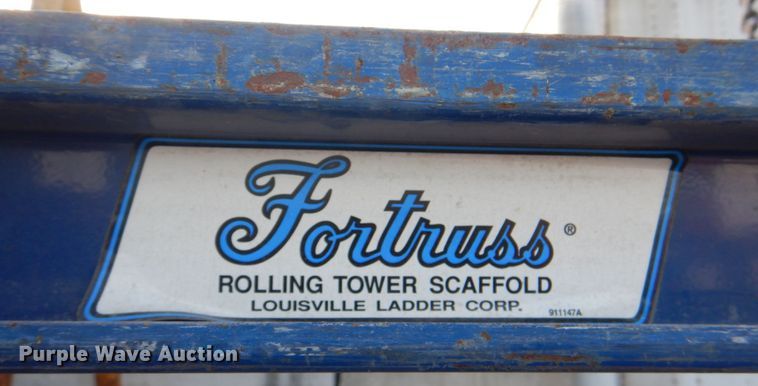 Fortruss®
ROLLING TOWER SCAFFOLD
LOUISVILLE LADDER CORP.
911147A
Purple Wave Auction